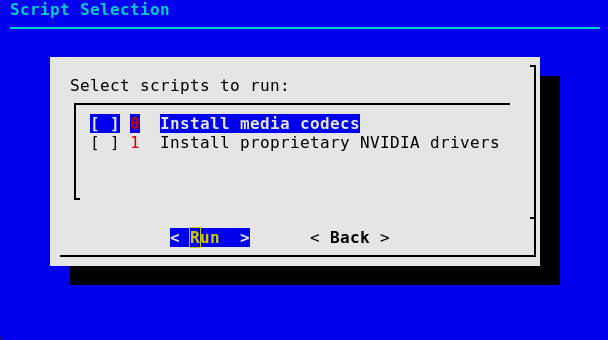 Script Selection
Select scripts to run:
[ ] 0 Install media codecs
[ ] 1 Install proprietary NVIDIA drivers
< Run > < Back >